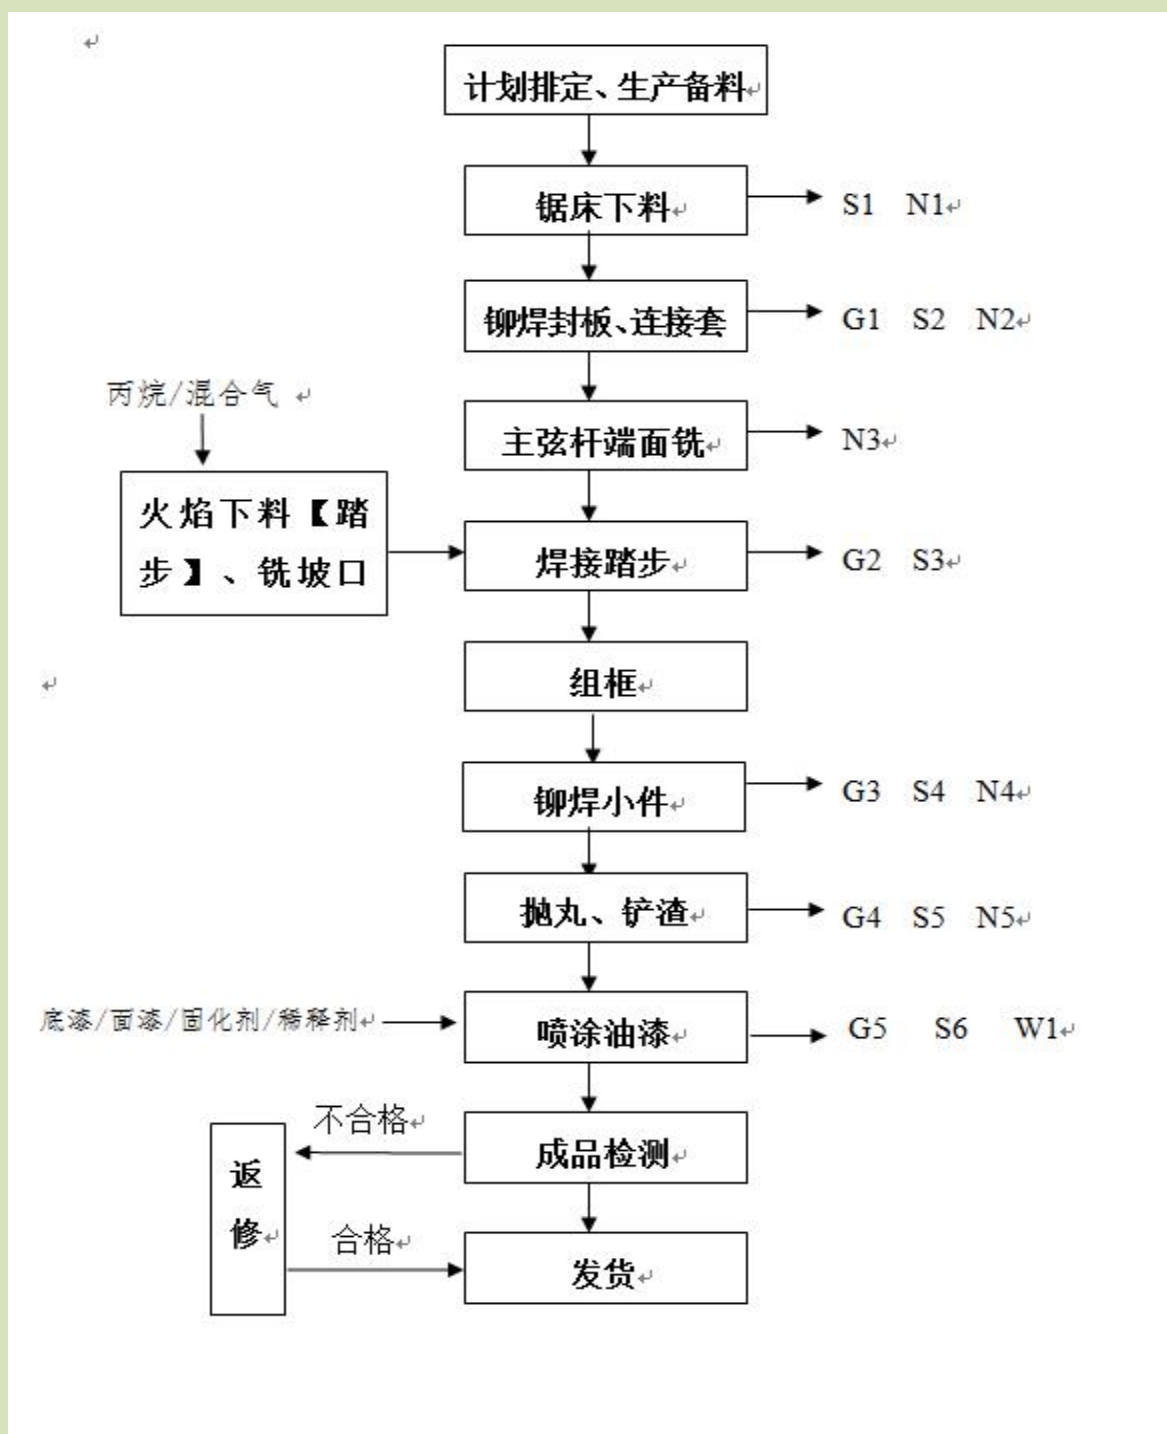 计划排定、生产备料
锯床下料
S1 N1
铆焊封板、连接套
G1 S2 N2
丙烷/混合气
主弦杆端面铣
N3
火焰下料【踏
步】、铣坡口
焊接踏步
G2 S3
组框
铆焊小件
G3 S4 N4
抛丸、铲渣
G4 S5 N5
底漆/面漆/固化剂/稀释剂
喷涂油漆
G5 S6 W1
不合格
成品检测
返
修
合格
发货